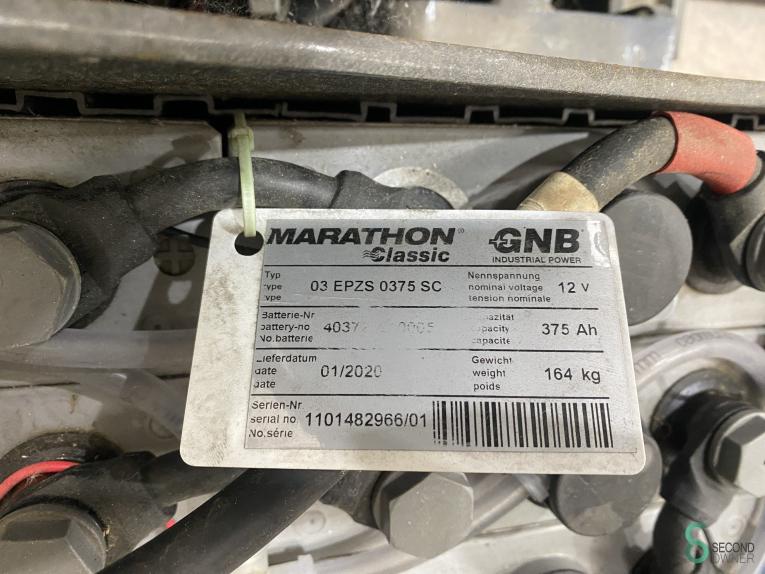 MARATHON® GNB®
Classic INDUSTRIAL POWER
Typ Nennspannung
type 03 EPZS 0375 SC nominal voltage 12 V
type tension nominale
Batterie-Nr Kapazität
battery-no capacity 375 Ah
No.batterie capacité
Lieferdatum Gewicht
date 01/2020 weight 164 kg
date poids
Serien-Nr
serial no. 1101482966/01
No.série
SECOND
OWNER